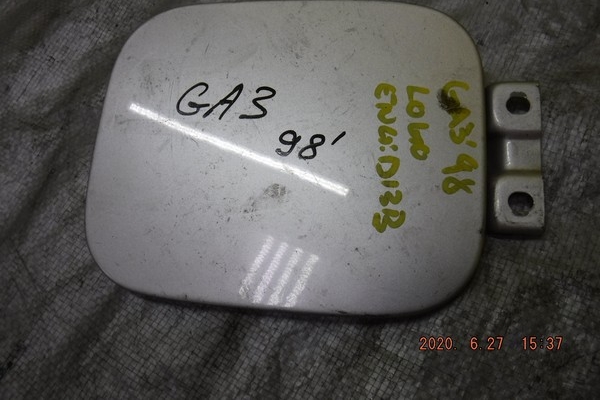 GA3
98'
GA3'98
LOGO
ENG:D13B
2020. 6.27 15:37